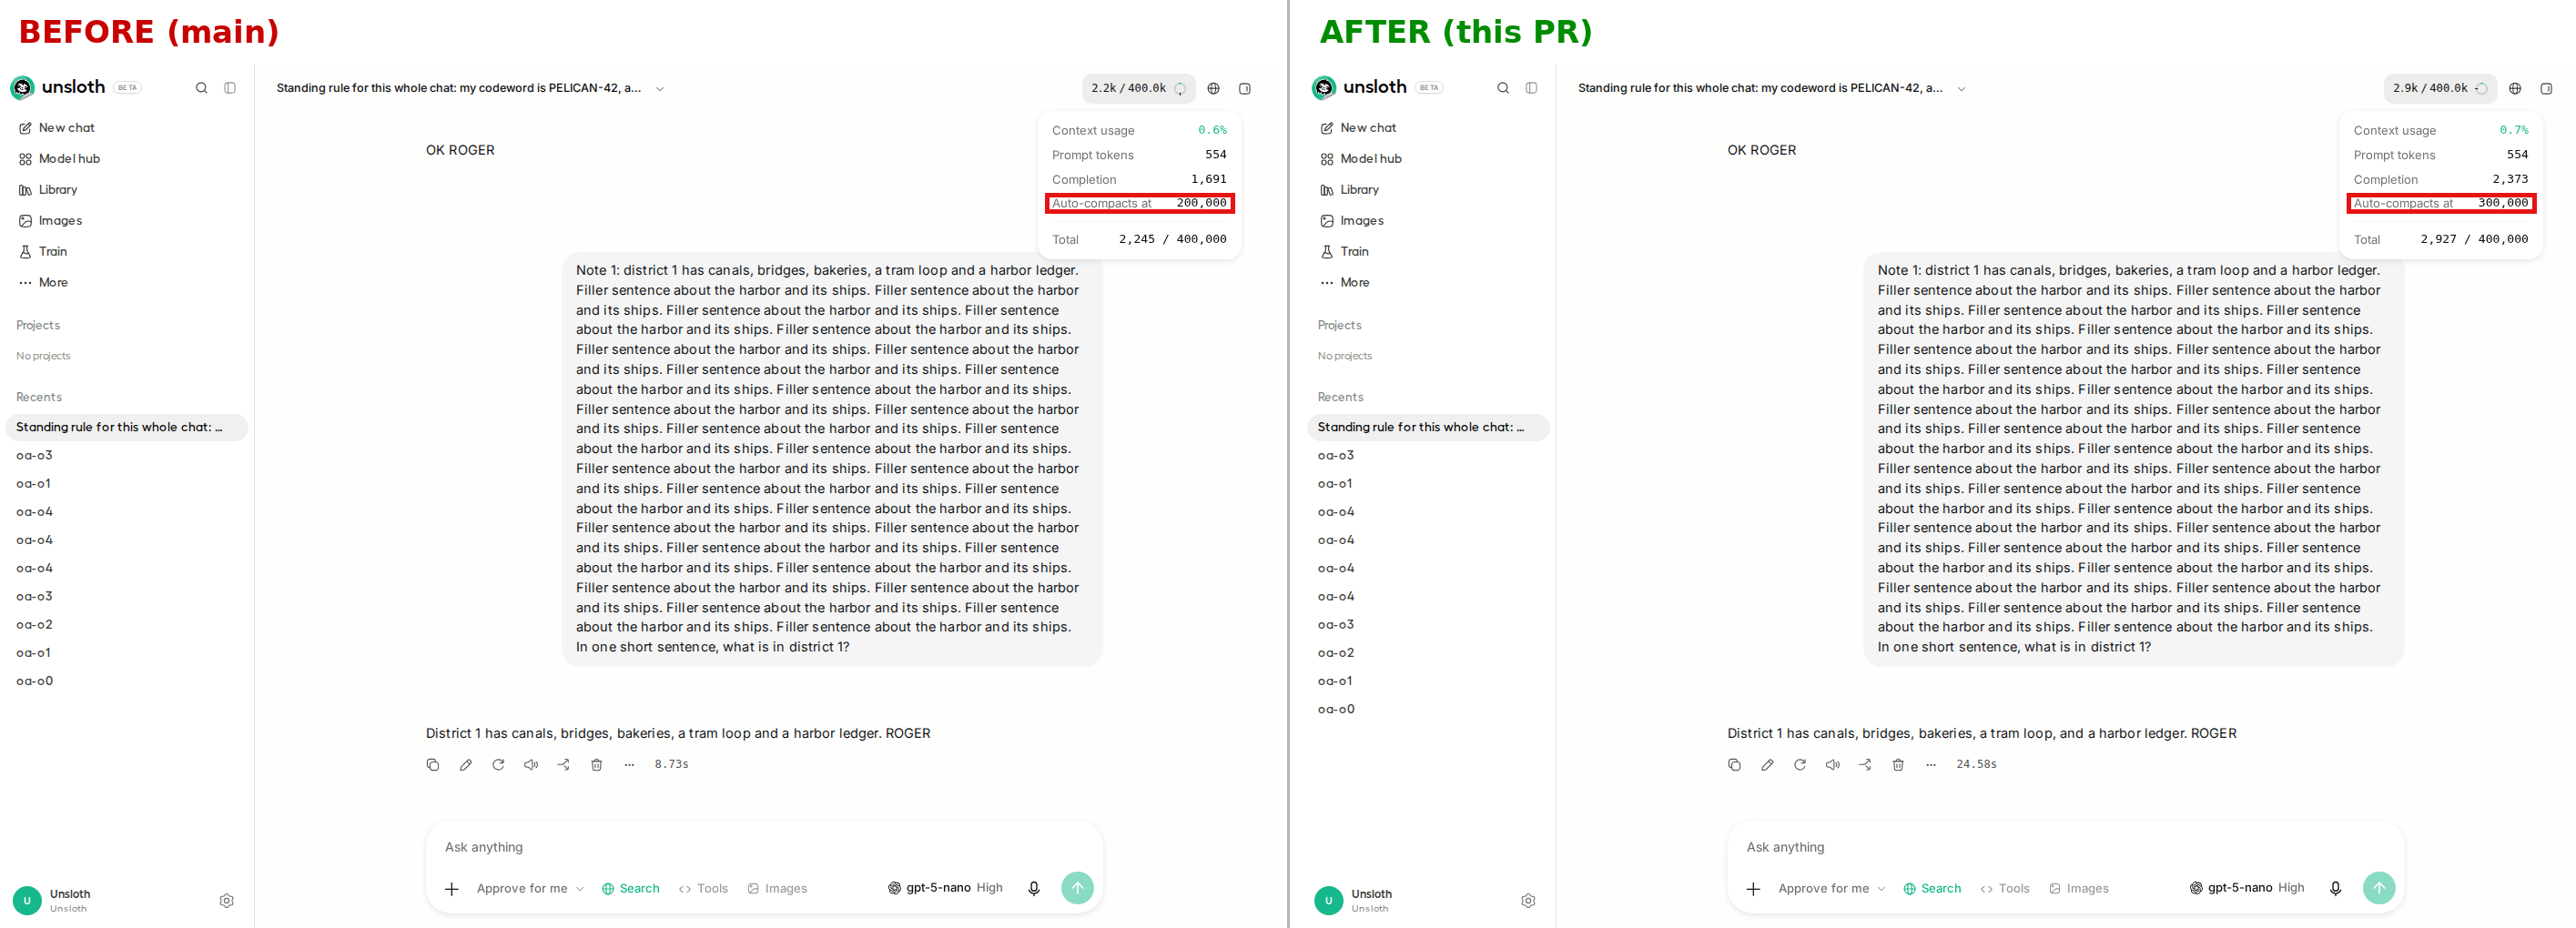 BEFORE (main)
unsloth BETA
New chat
Model hub
Library
Images
Train
More
Projects
No projects
Recents
Standing rule for this whole chat: ...
oa-o3
oa-o1
oa-o4
oa-o4
oa-o4
oa-o3
oa-o2
oa-o1
oa-o0
U
Unsloth
Unsloth
Standing rule for this whole chat: my codeword is PELICAN-42, a...
2.2k / 400.0k
Context usage 0.6%
Prompt tokens 554
Completion 1,691
Auto-compacts at 200,000
Total 2,245 / 400,000
OK ROGER
Note 1: district 1 has canals, bridges, bakeries, a tram loop and a harbor ledger.
Filler sentence about the harbor and its ships. Filler sentence about the harbor
and its ships. Filler sentence about the harbor and its ships. Filler sentence
about the harbor and its ships. Filler sentence about the harbor and its ships.
Filler sentence about the harbor and its ships. Filler sentence about the harbor
and its ships. Filler sentence about the harbor and its ships. Filler sentence
about the harbor and its ships. Filler sentence about the harbor and its ships.
Filler sentence about the harbor and its ships. Filler sentence about the harbor
and its ships. Filler sentence about the harbor and its ships. Filler sentence
about the harbor and its ships. Filler sentence about the harbor and its ships.
Filler sentence about the harbor and its ships. Filler sentence about the harbor
and its ships. Filler sentence about the harbor and its ships. Filler sentence
about the harbor and its ships. Filler sentence about the harbor and its ships.
Filler sentence about the harbor and its ships. Filler sentence about the harbor
and its ships. Filler sentence about the harbor and its ships. Filler sentence
about the harbor and its ships. Filler sentence about the harbor and its ships.
Filler sentence about the harbor and its ships. Filler sentence about the harbor
and its ships. Filler sentence about the harbor and its ships. Filler sentence
about the harbor and its ships. Filler sentence about the harbor and its ships.
In one short sentence, what is in district 1?
District 1 has canals, bridges, bakeries, a tram loop and a harbor ledger. ROGER
8.73s
Ask anything
Approve for me Search Tools Images gpt-5-nano High
AFTER (this PR)
unsloth BETA
New chat
Model hub
Library
Images
Train
More
Projects
No projects
Recents
Standing rule for this whole chat: ...
oa-o3
oa-o1
oa-o4
oa-o4
oa-o4
oa-o4
oa-o3
oa-o2
oa-o1
oa-o0
U
Unsloth
Unsloth
Standing rule for this whole chat: my codeword is PELICAN-42, a...
2.9k / 400.0k
Context usage 0.7%
Prompt tokens 554
Completion 2,373
Auto-compacts at 300,000
Total 2,927 / 400,000
OK ROGER
Note 1: district 1 has canals, bridges, bakeries, a tram loop and a harbor ledger.
Filler sentence about the harbor and its ships. Filler sentence about the harbor
and its ships. Filler sentence about the harbor and its ships. Filler sentence
about the harbor and its ships. Filler sentence about the harbor and its ships.
Filler sentence about the harbor and its ships. Filler sentence about the harbor
and its ships. Filler sentence about the harbor and its ships. Filler sentence
about the harbor and its ships. Filler sentence about the harbor and its ships.
Filler sentence about the harbor and its ships. Filler sentence about the harbor
and its ships. Filler sentence about the harbor and its ships. Filler sentence
about the harbor and its ships. Filler sentence about the harbor and its ships.
Filler sentence about the harbor and its ships. Filler sentence about the harbor
and its ships. Filler sentence about the harbor and its ships. Filler sentence
about the harbor and its ships. Filler sentence about the harbor and its ships.
Filler sentence about the harbor and its ships. Filler sentence about the harbor
and its ships. Filler sentence about the harbor and its ships. Filler sentence
about the harbor and its ships. Filler sentence about the harbor and its ships.
Filler sentence about the harbor and its ships. Filler sentence about the harbor
and its ships. Filler sentence about the harbor and its ships. Filler sentence
about the harbor and its ships. Filler sentence about the harbor and its ships.
In one short sentence, what is in district 1?
District 1 has canals, bridges, bakeries, a tram loop, and a harbor ledger. ROGER
24.58s
Ask anything
Approve for me Search Tools Images gpt-5-nano High